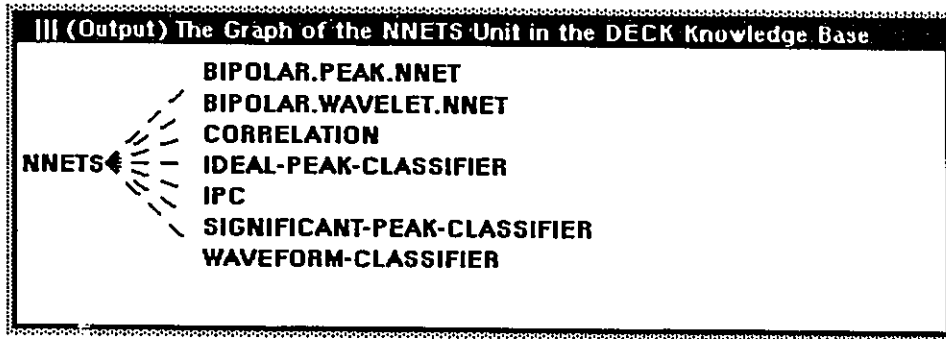 ||| (Output) The Graph of the NNETS Unit in the DECK Knowledge Base
BIPOLAR.PEAK.NNET
BIPOLAR.WAVELET.NNET
CORRELATION
NNETS IDEAL-PEAK-CLASSIFIER
IPC
SIGNIFICANT-PEAK-CLASSIFIER
WAVEFORM-CLASSIFIER